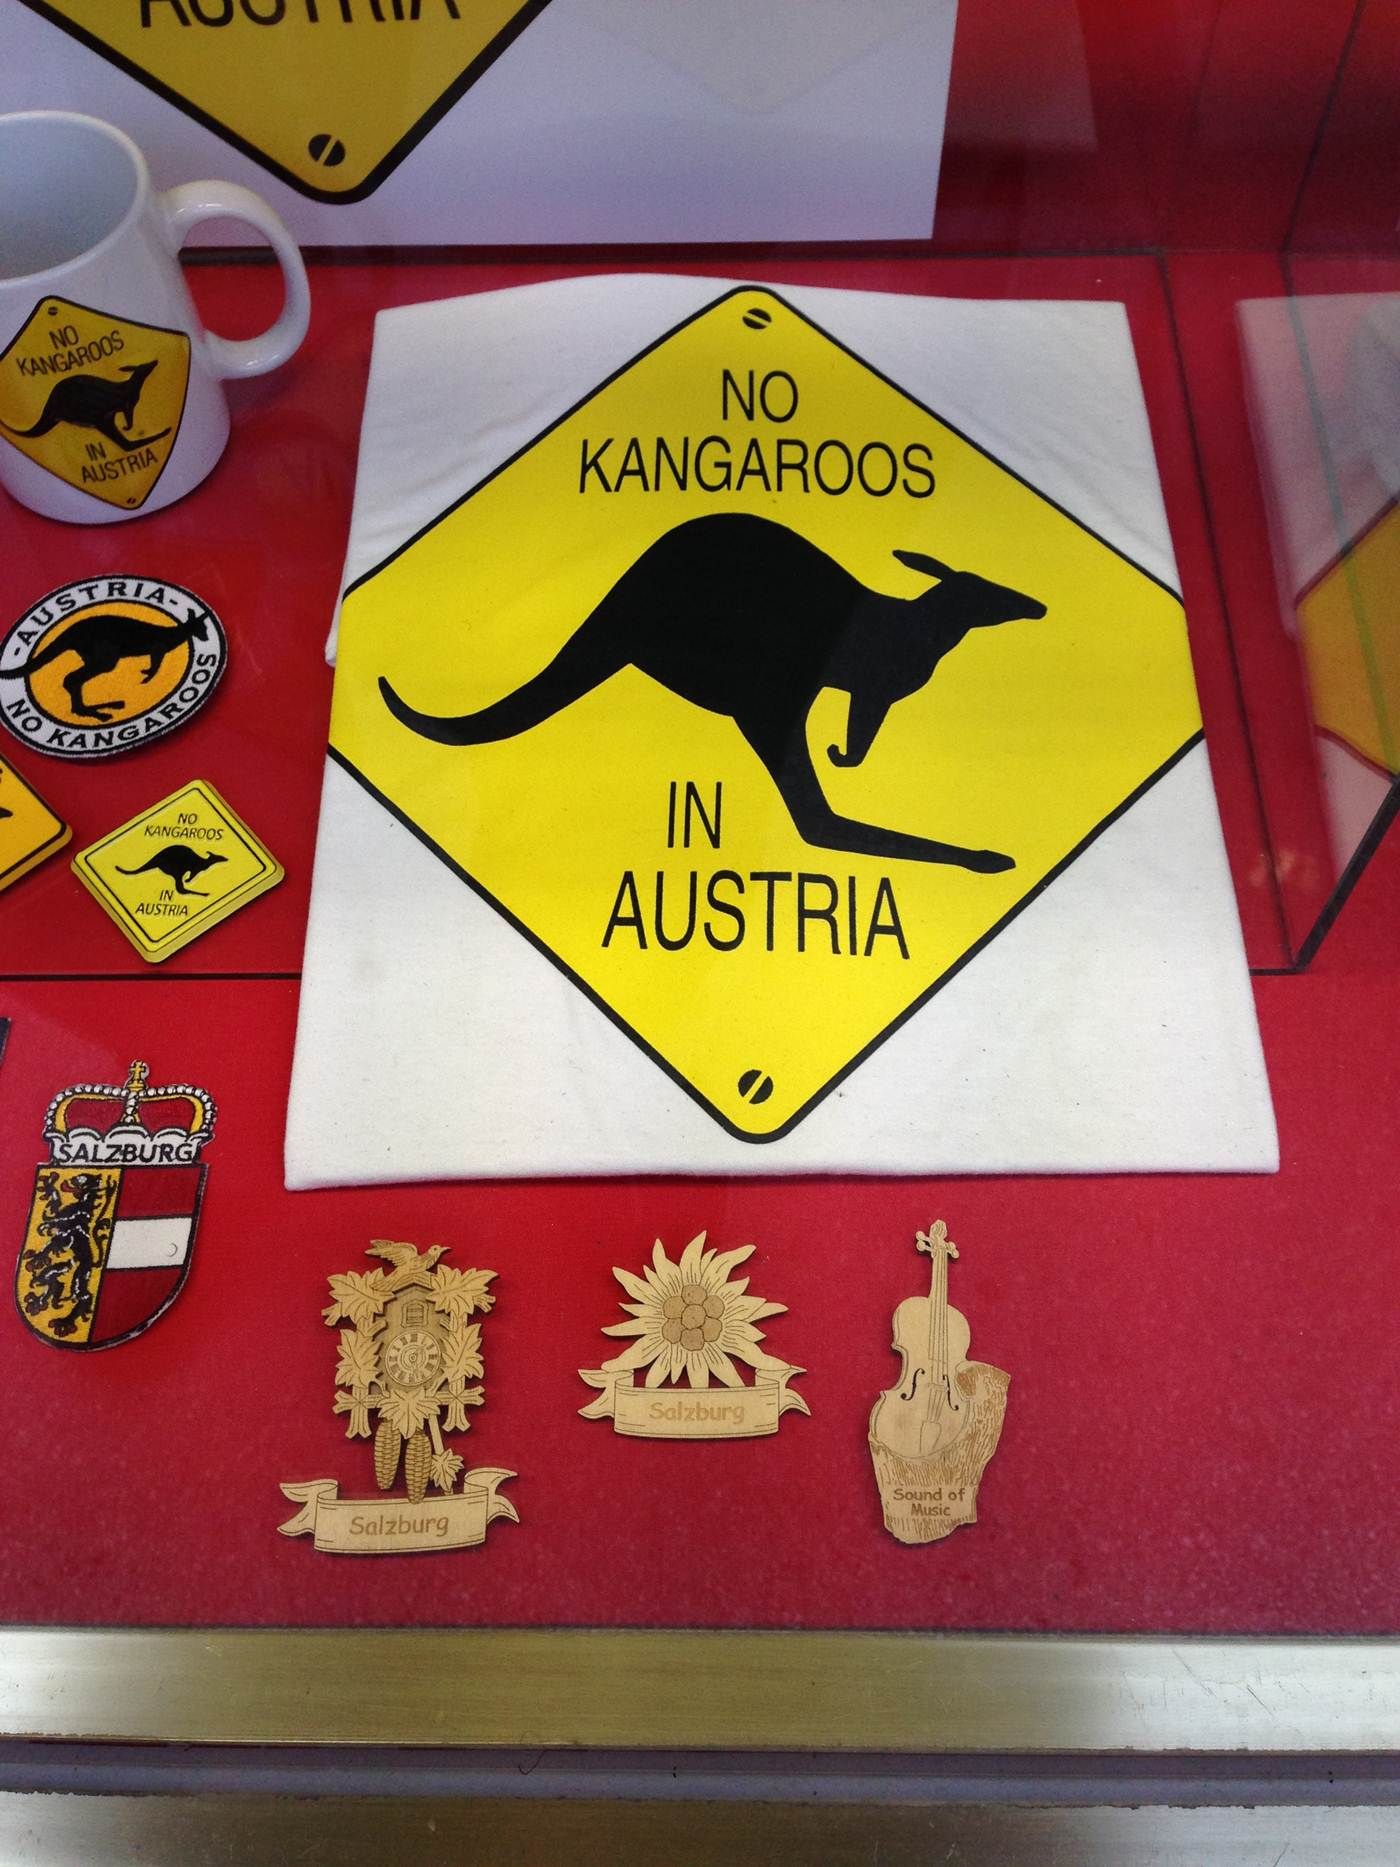 AUSTRIA
NO
KANGAROOS
IN
AUSTRIA
NO
KANGAROOS
IN
AUSTRIA
- AUSTRIA -
NO KANGAROOS
NO
KANGAROOS
IN
AUSTRIA
SALZBURG
Salzburg
Salzburg
Sound of
Music